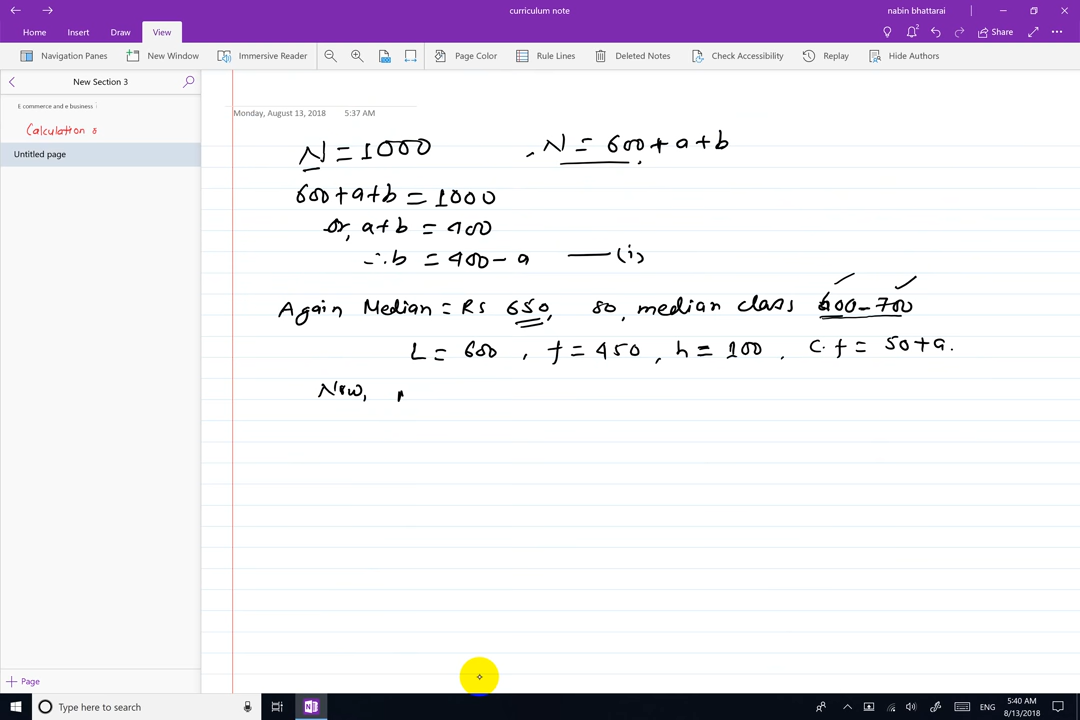 curriculum note
nabin bhattarai
Home Insert Draw View
Share
Navigation Panes New Window Immersive Reader Page Color Rule Lines Deleted Notes Check Accessibility Replay Hide Authors
New Section 3
E commerce and e business
Calculation
Untitled page
Monday, August 13, 2018 5:37 AM
N = 1000 N = 600 + a + b
600 + a + b = 1000
or, a + b = 400
∴ b = 400 - a —— (i)
Again Median = Rs 650, so, median class 600 - 700
L = 600 , f = 450 , h = 100 , c.f = 50 + a .
Now,
+ Page
Type here to search
ENG
5:40 AM
8/13/2018